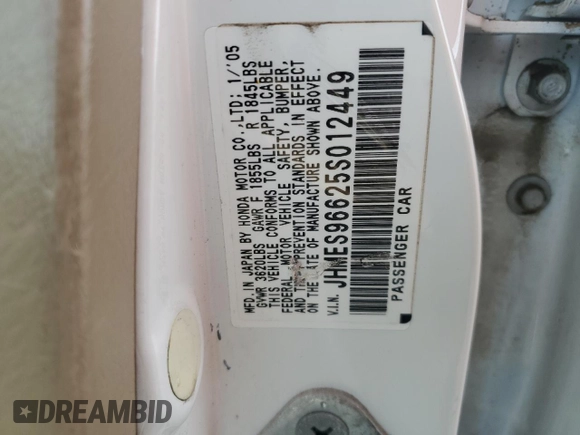 MFD. IN JAPAN BY HONDA MOTOR CO.,LTD; 1/'05
GVWR 3620LBS GAWR F 1855LBS R 1845LBS
THIS VEHICLE CONFORMS TO ALL APPLICABLE
FEDERAL MOTOR VEHICLE SAFETY, BUMPER,
AND THEFT PREVENTION STANDARDS IN EFFECT
ON THE DATE OF MANUFACTURE SHOWN ABOVE.
V.I.N. JHMES96625S012449
PASSENGER CAR
DREAMBID